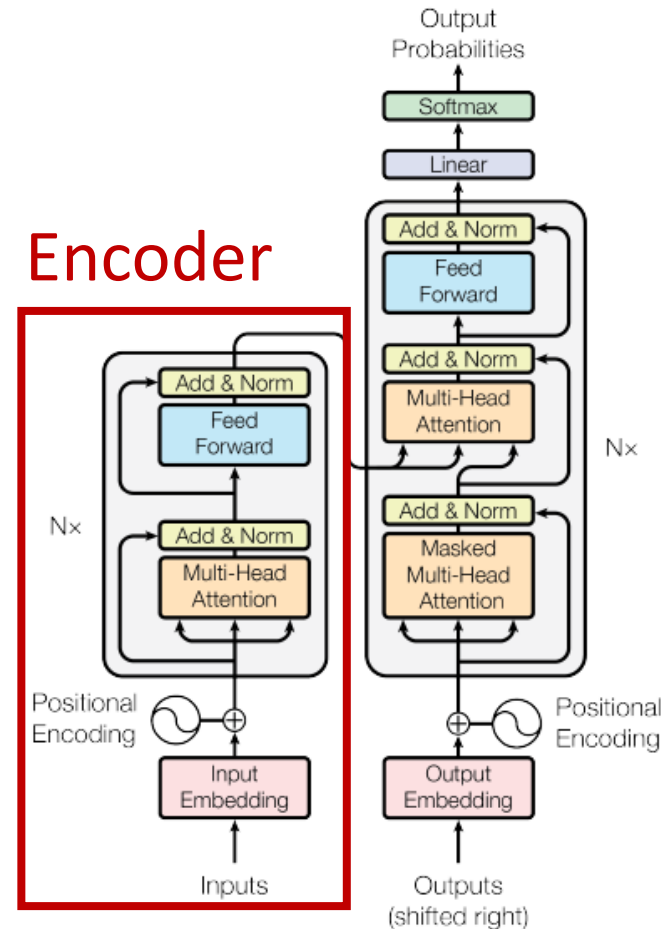 Output
Probabilities
Softmax
Linear
Add & Norm
Feed
Forward
Add & Norm
Multi-Head
Attention
Nx
Add & Norm
Masked
Multi-Head
Attention
Positional
Encoding
Output
Embedding
Outputs
(shifted right)
Encoder
Add & Norm
Feed
Forward
Nx
Add & Norm
Multi-Head
Attention
Positional
Encoding
Input
Embedding
Inputs